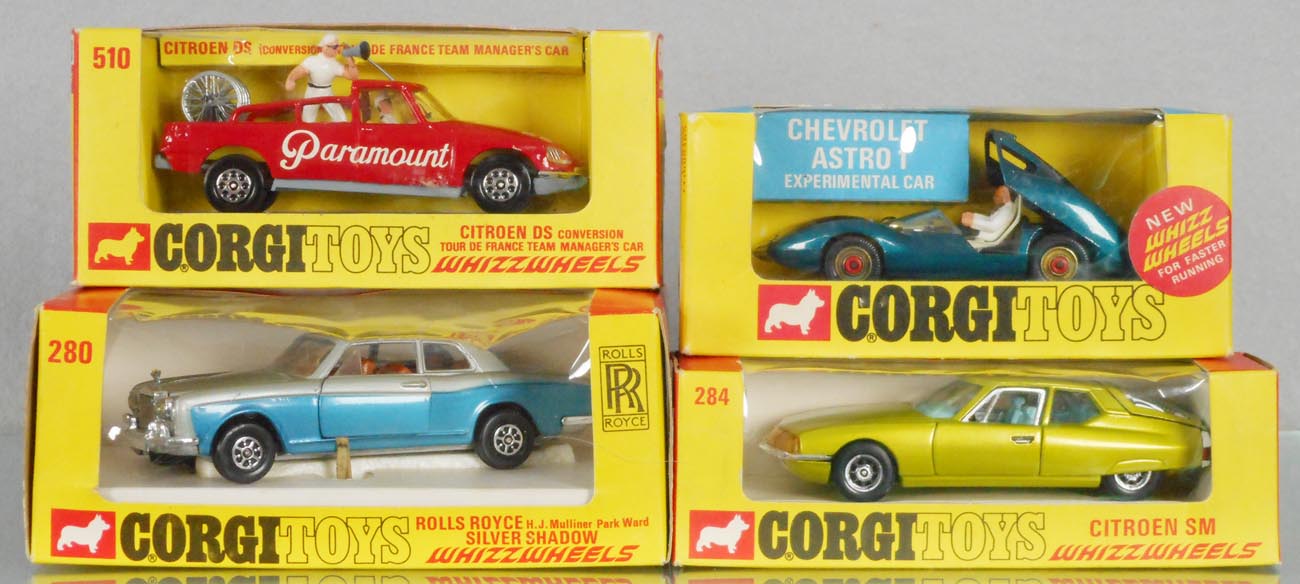 510
CITROEN DS (CONVERSION DE FRANCE TEAM MANAGER'S CAR
Paramount
CORGI TOYS
CITROEN DS CONVERSION
TOUR DE FRANCE TEAM MANAGER'S CAR
WHIZZWHEELS
CHEVROLET
ASTRO 1
EXPERIMENTAL CAR
NEW
WHIZZ
WHEELS
FOR FASTER
RUNNING
CORGI TOYS
280
ROLLS
RR
ROYCE
CORGI TOYS
ROLLS ROYCE H.J. Mulliner Park Ward
SILVER SHADOW
WHIZZWHEELS
284
CORGI TOYS
CITROEN SM
WHIZZWHEELS